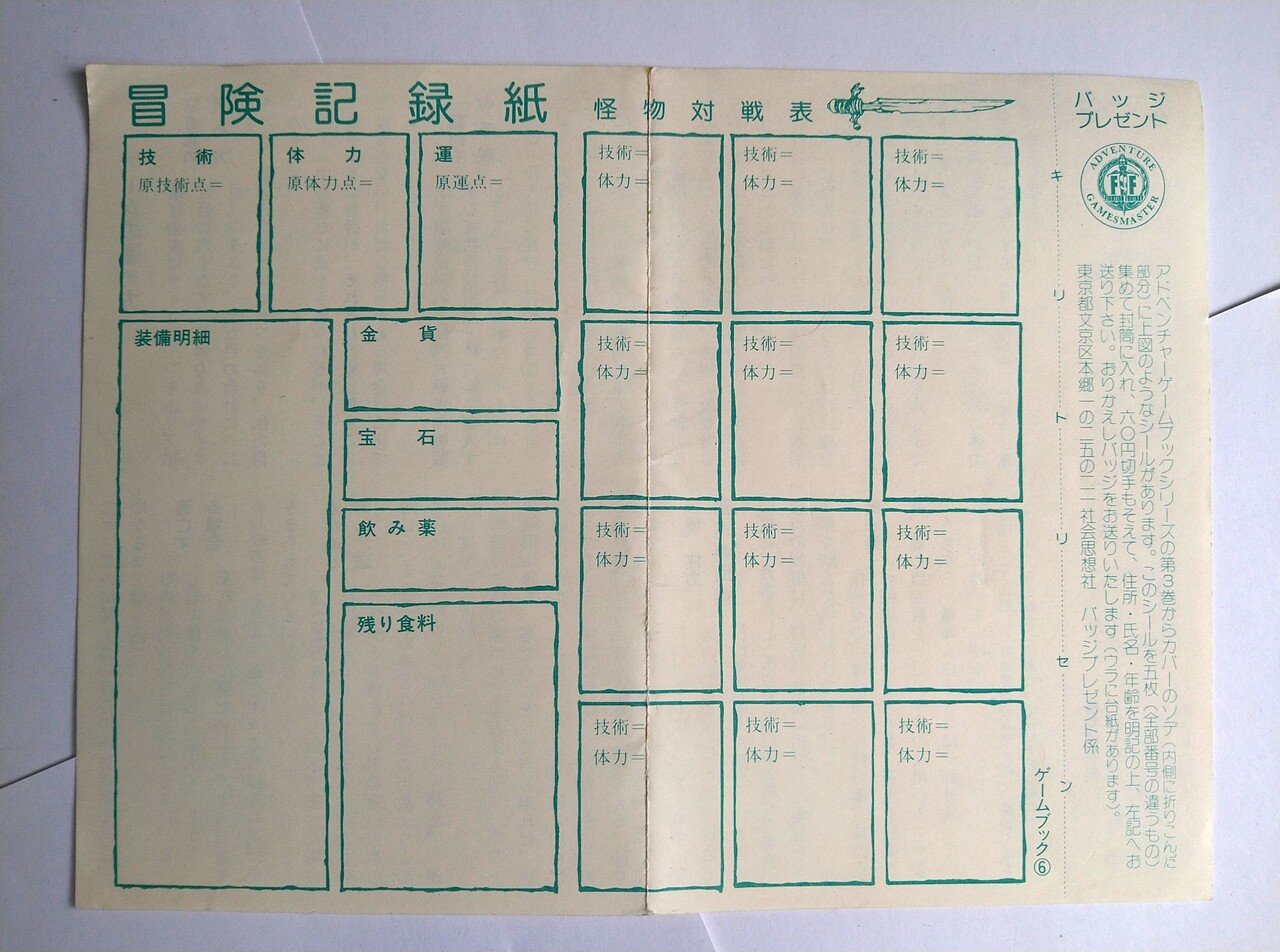 冒険記録紙
技術
原技術点=
体力
原体力点=
運
原運点=
装備明細
金貨
宝石
飲み薬
残り食料
怪物対戦表
技術=
体力=
技術=
体力=
技術=
体力=
技術=
体力=
技術=
体力=
技術=
体力=
技術=
体力=
技術=
体力=
技術=
体力=
技術=
体力=
技術=
体力=
技術=
体力=
ゲームブック⑥
キリトリセン
バッジ
プレゼント
ADVENTURE
FF
FIGHTING FANTASY
GAMESMASTER
アドベンチャーゲームブックシリーズの第3巻からカバーのソデ(内側に折りこんだ
部分)に上図のようなシールがあります。このシールを五枚(全部番号の違うもの)
集めて封筒に入れ、六〇円切手もそえて、住所・氏名・年齢を明記の上、左記へお
送り下さい。おりかえしバッジをお送りいたします(ウラに台紙があります)。
東京都文京区本郷一の二五の二一 社会思想社 バッジプレゼント係